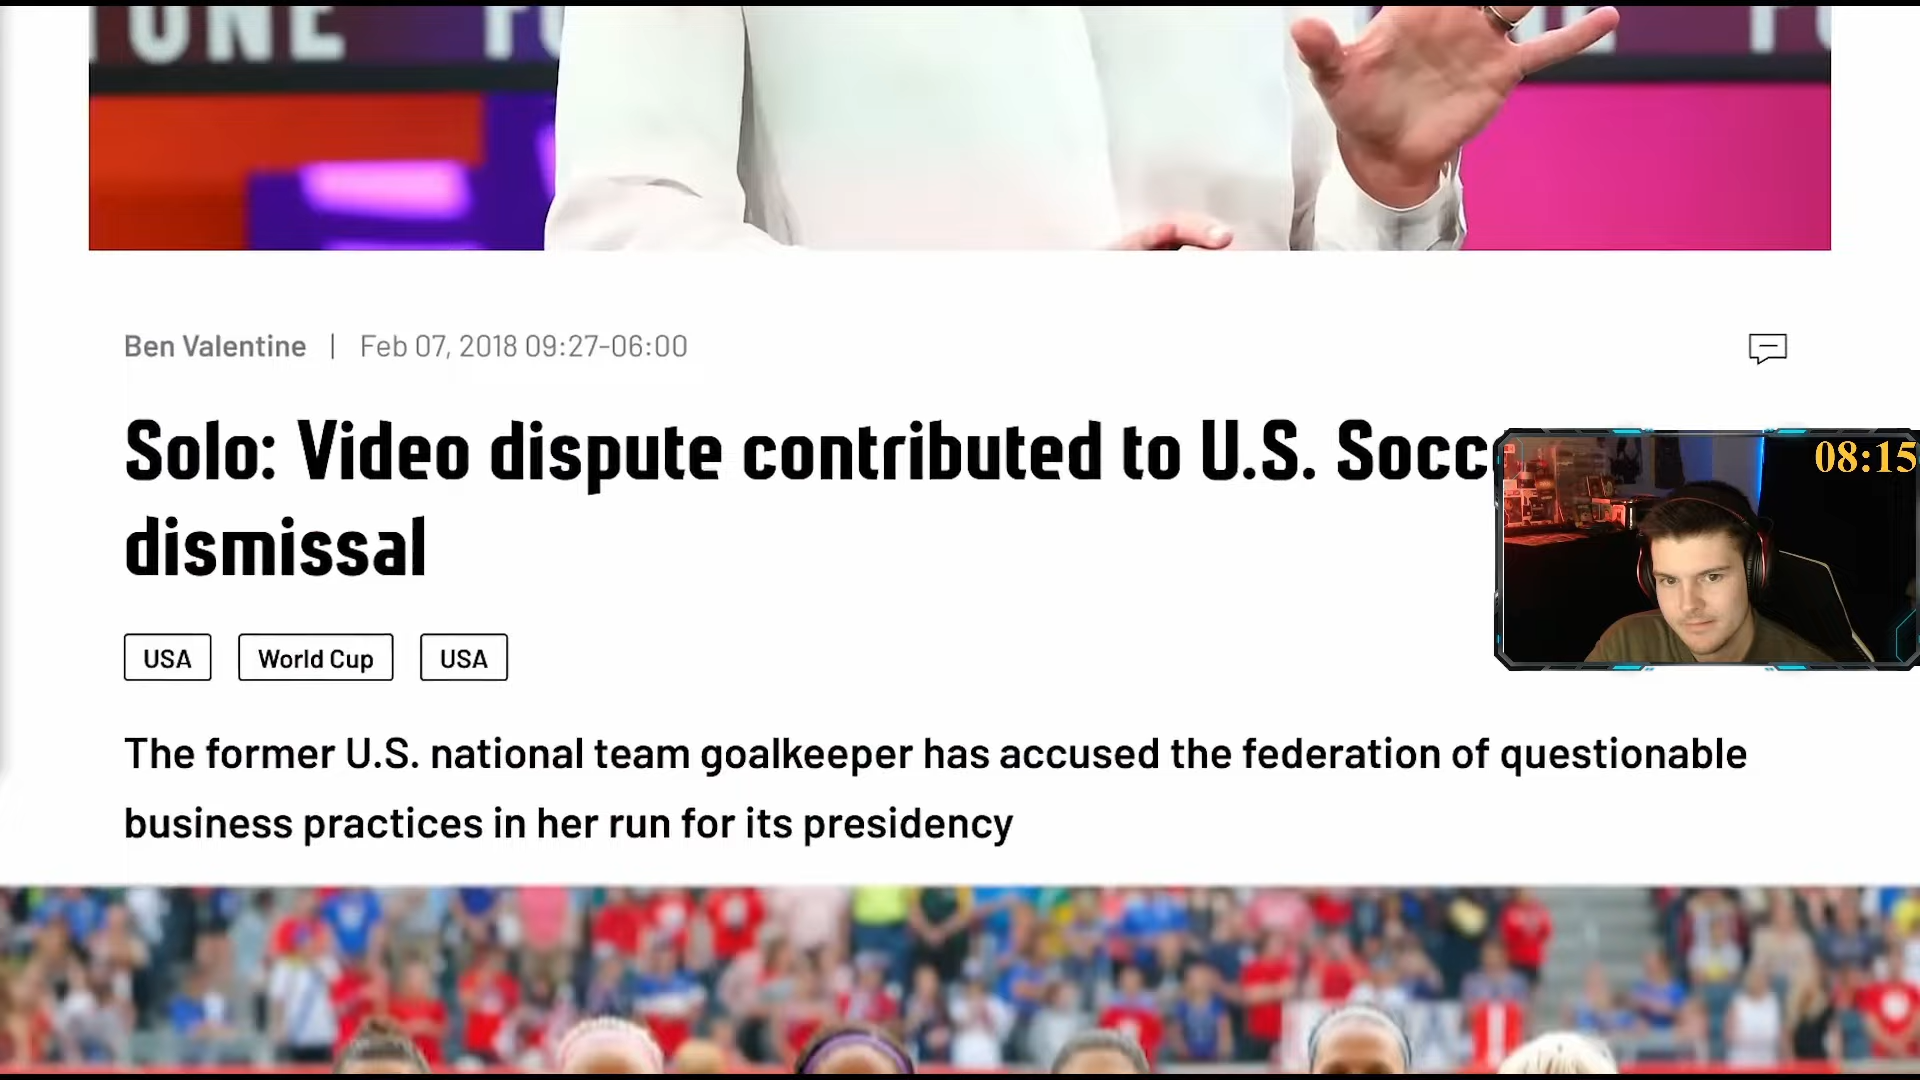 Ben Valentine | Feb 07, 2018 09:27-06:00
Solo: Video dispute contributed to U.S.
08:15
dismissal
USA World Cup USA
The former U.S. national team goalkeeper has accused the federation of questionable
business practices in her run for its presidency